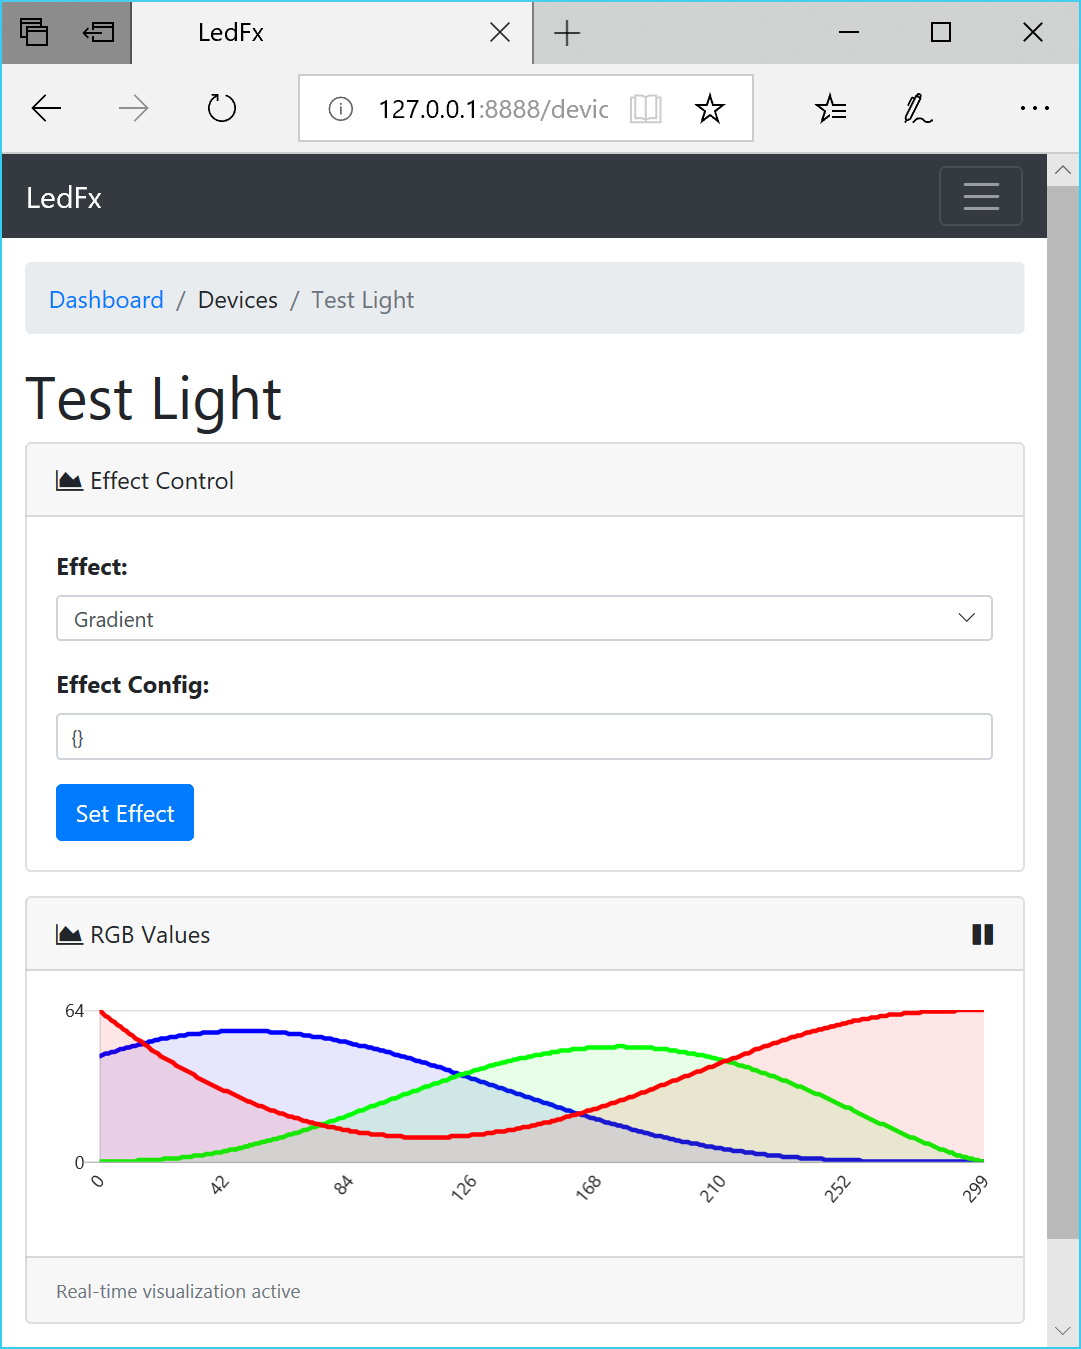 LedFx
127.0.0.1:8888/devic
LedFx
Dashboard / Devices / Test Light
Test Light
Effect Control
Effect:
Gradient
Effect Config:
{}
Set Effect
RGB Values
64
0
0 42 84 126 168 210 252 299
Real-time visualization active